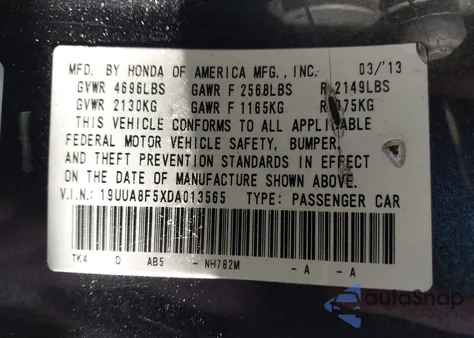 MFD. BY HONDA OF AMERICA MFG., INC. 03/'13
GVWR 4696LBS GAWR F 2568LBS R 2149LBS
GVWR 2130KG GAWR F 1165KG R 975KG
THIS VEHICLE CONFORMS TO ALL APPLICABLE
FEDERAL MOTOR VEHICLE SAFETY, BUMPER,
AND THEFT PREVENTION STANDARDS IN EFFECT
ON THE DATE OF MANUFACTURE SHOWN ABOVE.
V.I.N.: 19UUA8F5XDA013565 TYPE: PASSENGER CAR
TK4 D AB5 - NH782M - A - A
autoSnap